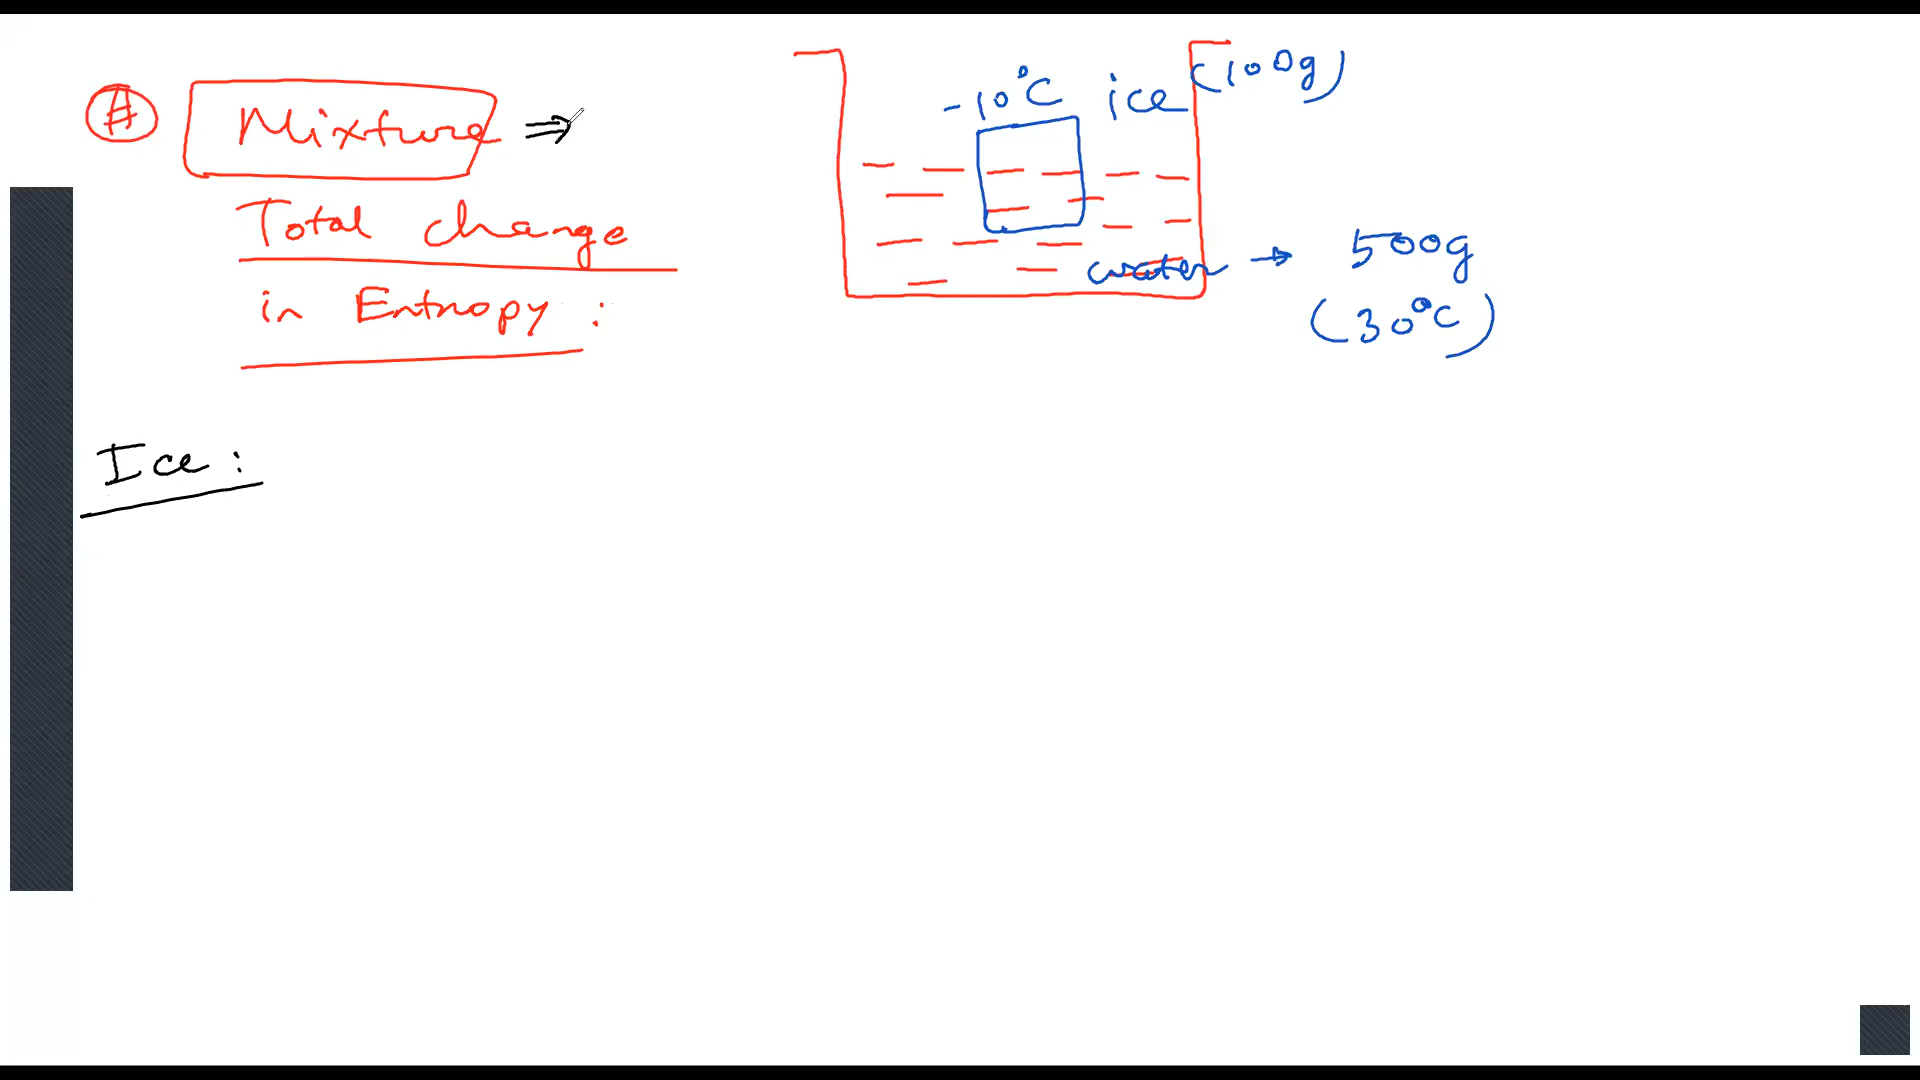 # Mixture ⇒
Total change
in Entropy :
-10°C ice (100g)
water → 500g
(30°C)
Ice :